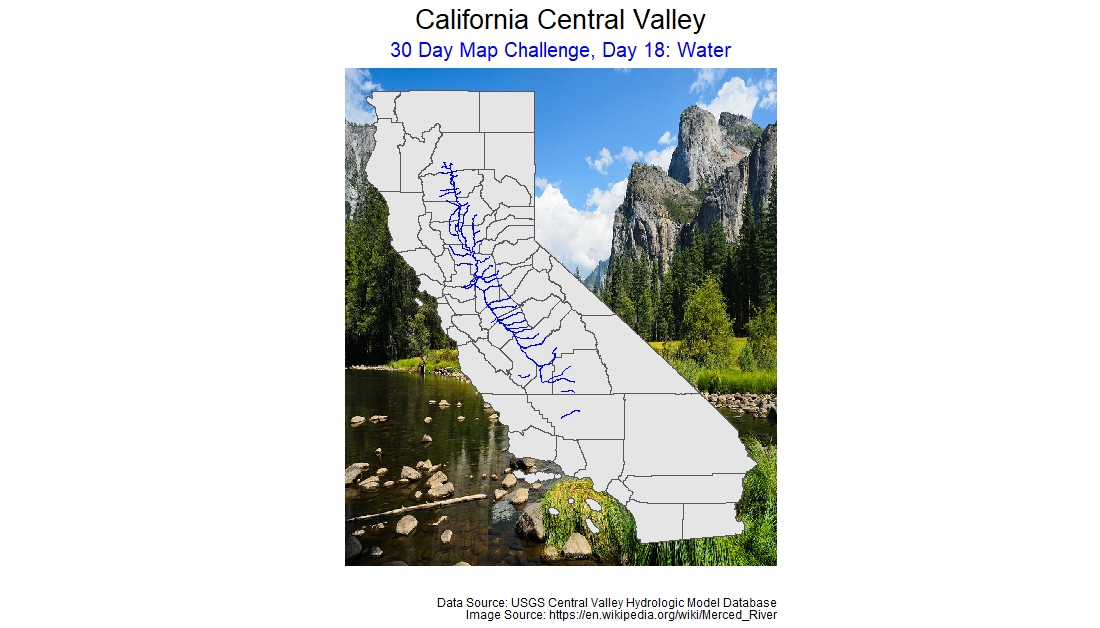 California Central Valley
30 Day Map Challenge, Day 18: Water
Data Source: USGS Central Valley Hydrologic Model Database
Image Source: https://en.wikipedia.org/wiki/Merced_River